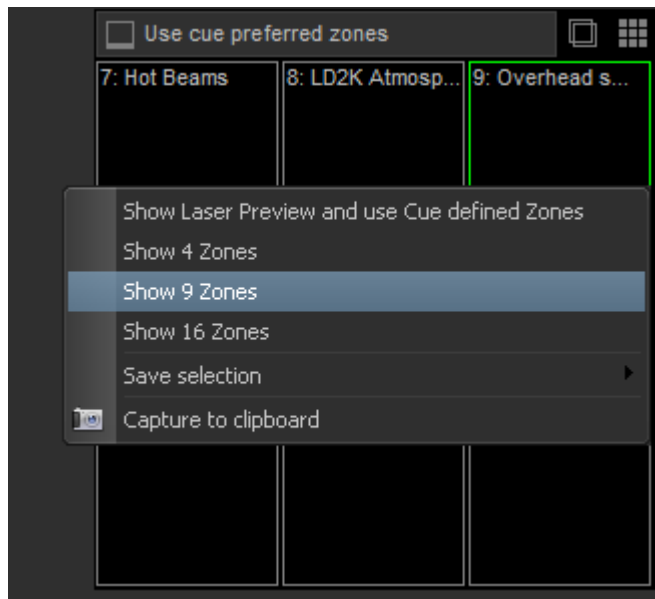 Use cue preferred zones
7: Hot Beams
8: LD2K Atmosp...
9: Overhead s...
Show Laser Preview and use Cue defined Zones
Show 4 Zones
Show 9 Zones
Show 16 Zones
Save selection
Capture to clipboard